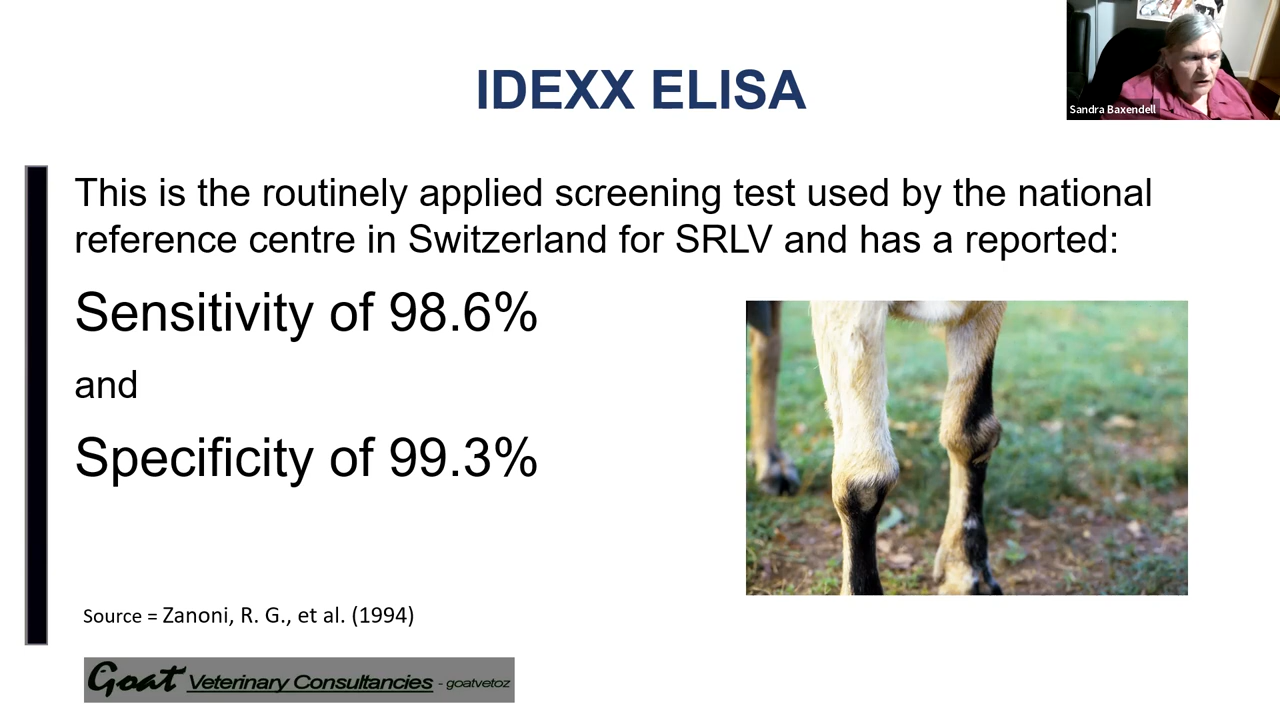 IDEXX ELISA
Sandra Baxendell
This is the routinely applied screening test used by the national
reference centre in Switzerland for SRLV and has a reported:
Sensitivity of 98.6%
and
Specificity of 99.3%
Source = Zanoni, R. G., et al. (1994)
Goat Veterinary Consultancies - goatvetoz